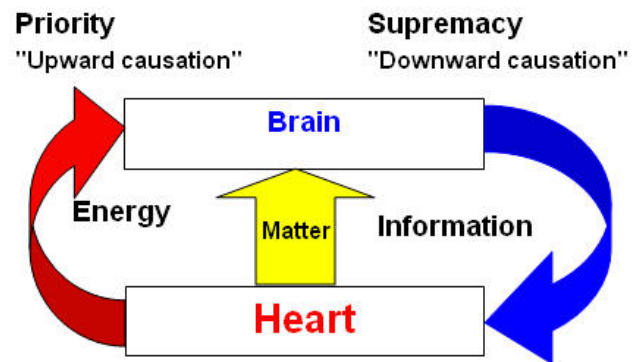 Priority
"Upward causation"
Supremacy
"Downward causation"
Brain
Energy
Matter
Information
Heart